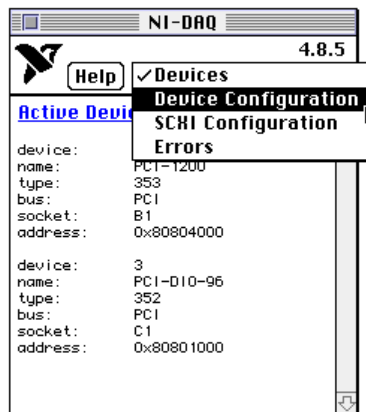 NI-DAQ
4.8.5
Help
✓Devices
Device Configuration
SCXI Configuration
Errors
device:
name: PCI-1200
type: 353
bus: PCI
socket: B1
address: 0x80804000
device: 3
name: PCI-DIO-96
type: 352
bus: PCI
socket: C1
address: 0x80801000